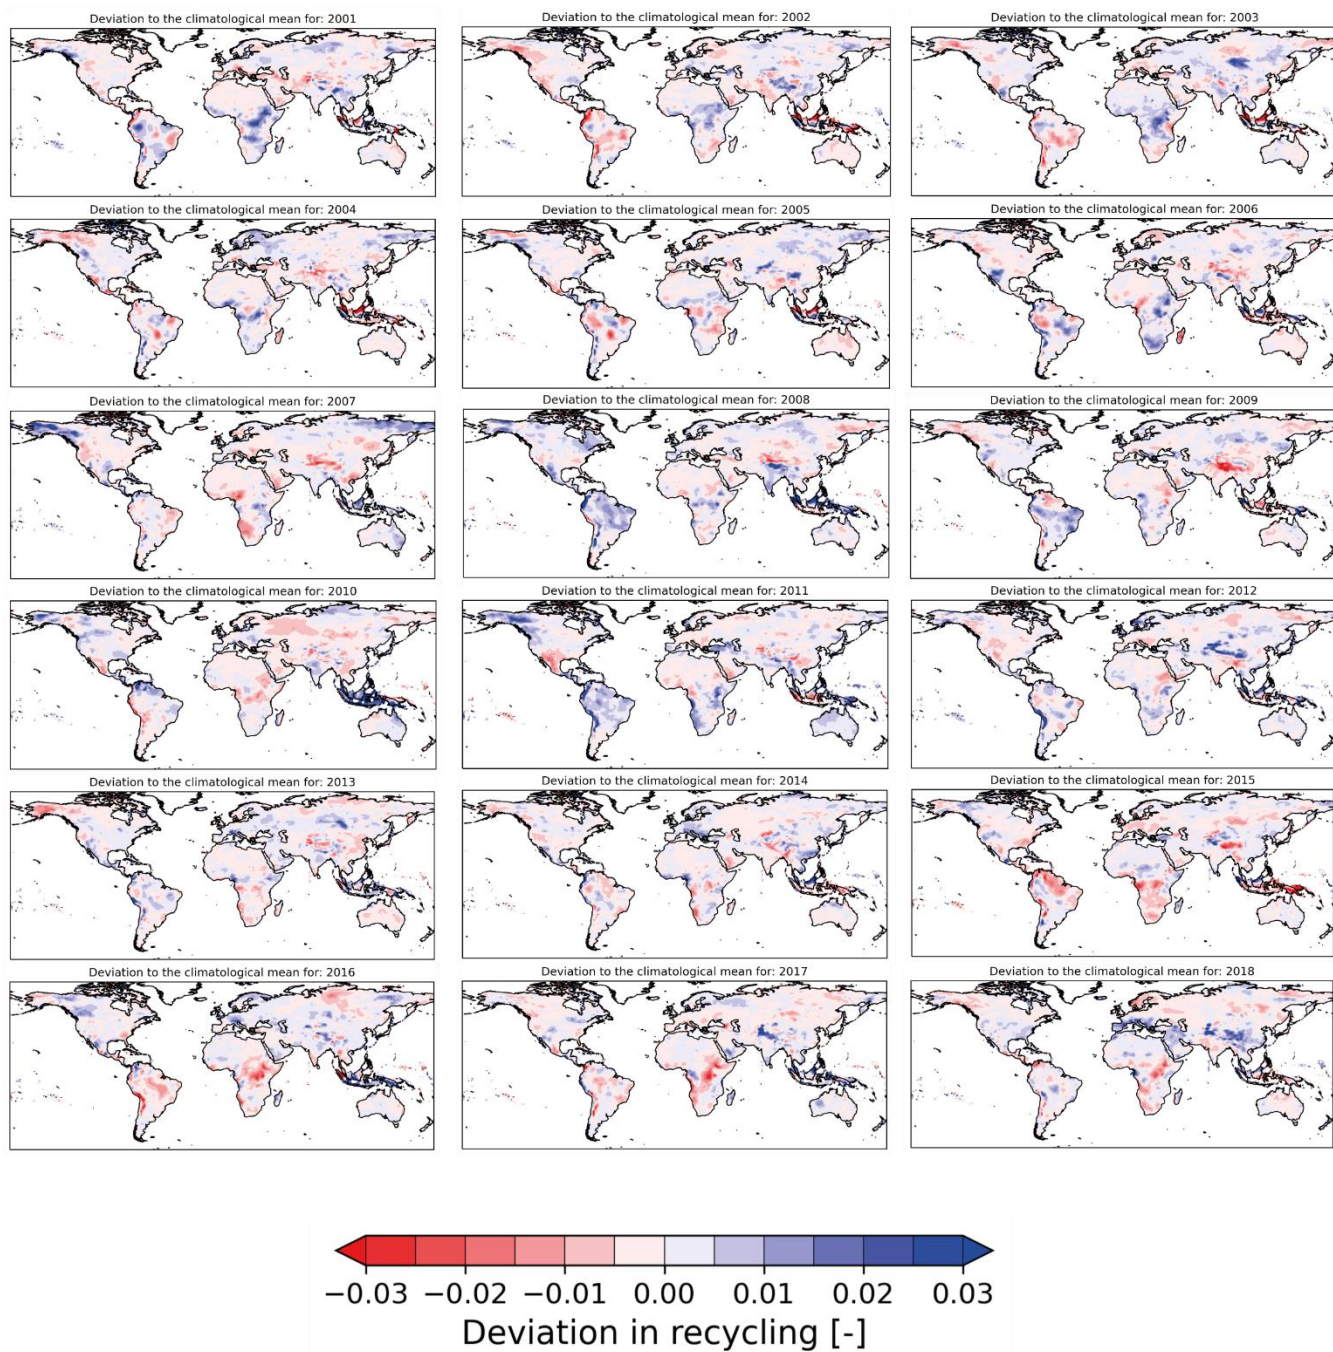 Deviation to the climatological mean for: 2001
Deviation to the climatological mean for: 2002
Deviation to the climatological mean for: 2003
Deviation to the climatological mean for: 2004
Deviation to the climatological mean for: 2005
Deviation to the climatological mean for: 2006
Deviation to the climatological mean for: 2007
Deviation to the climatological mean for: 2008
Deviation to the climatological mean for: 2009
Deviation to the climatological mean for: 2010
Deviation to the climatological mean for: 2011
Deviation to the climatological mean for: 2012
Deviation to the climatological mean for: 2013
Deviation to the climatological mean for: 2014
Deviation to the climatological mean for: 2015
Deviation to the climatological mean for: 2016
Deviation to the climatological mean for: 2017
Deviation to the climatological mean for: 2018
−0.03 −0.02 −0.01 0.00 0.01 0.02 0.03
Deviation in recycling [-]